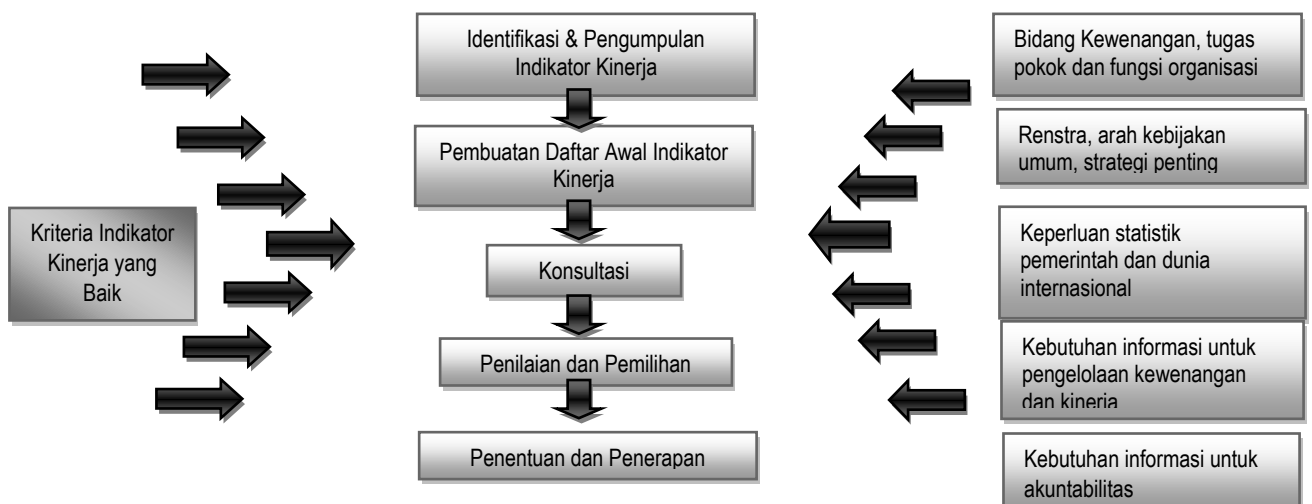 Identifikasi & Pengumpulan
Indikator Kinerja
Pembuatan Daftar Awal Indikator
Kinerja
Konsultasi
Penilaian dan Pemilihan
Penentuan dan Penerapan
Kriteria Indikator
Kinerja yang
Baik
Bidang Kewenangan, tugas
pokok dan fungsi organisasi
Renstra, arah kebijakan
umum, strategi penting
Keperluan statistik
pemerintah dan dunia
internasional
Kebutuhan informasi untuk
pengelolaan kewenangan
dan kinerja
Kebutuhan informasi untuk
akuntabilitas